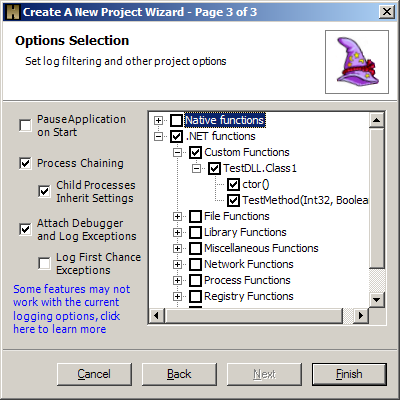 Create A New Project Wizard - Page 3 of 3
Options Selection
Set log filtering and other project options
PauseApplication
on Start
Process Chaining
Child Processes
Inherit Settings
Attach Debugger
and Log Exceptions
Log First Chance
Exceptions
Some features may not
work with the current
logging options, click
here to learn more
Native functions
.NET functions
Custom Functions
TestDLL.Class1
ctor()
TestMethod(Int32, Boolea
File Functions
Library Functions
Miscellaneous Functions
Network Functions
Process Functions
Registry Functions
Cancel
Back
Next
Finish